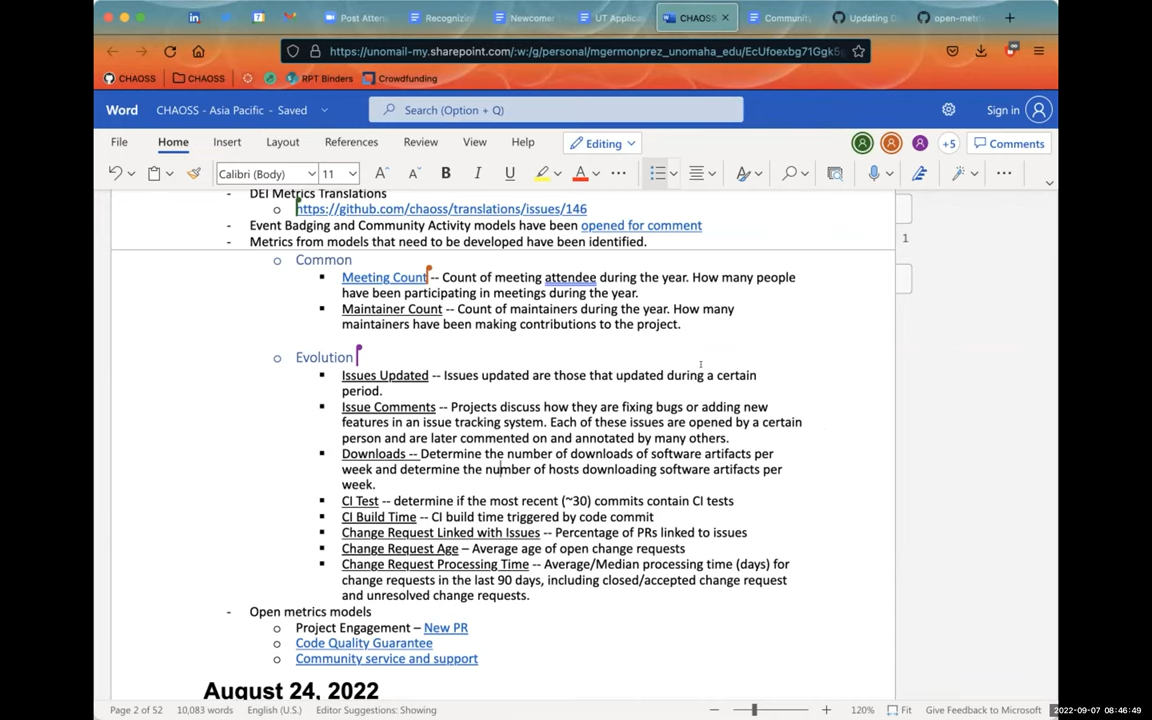 Post Atten
Recognizin
Newcome
UT Applica
CHAOSS
Communit
Updating D
open-metri
https://unomail-my.sharepoint.com/:w:/g/personal/mgermonprez_unomaha_edu/EcUfoexbg71Ggk5
CHAOSS
CHAOSS
RPT Binders
Crowdfunding
Word
CHAOSS - Asia Pacific - Saved
Search (Option + Q)
Sign in
File
Home
Insert
Layout
References
Review
View
Help
Editing
+5
Comments
Calibri (Body)
11
- DEI Metrics Translations
o https://github.com/chaoss/translations/issues/146
- Event Badging and Community Activity models have been opened for comment
- Metrics from models that need to be developed have been identified.
1
o Common
▪ Meeting Count -- Count of meeting attendee during the year. How many people
have been participating in meetings during the year.
▪ Maintainer Count -- Count of maintainers during the year. How many
maintainers have been making contributions to the project.
o Evolution
▪ Issues Updated -- Issues updated are those that updated during a certain
period.
▪ Issue Comments -- Projects discuss how they are fixing bugs or adding new
features in an issue tracking system. Each of these issues are opened by a certain
person and are later commented on and annotated by many others.
▪ Downloads -- Determine the number of downloads of software artifacts per
week and determine the number of hosts downloading software artifacts per
week.
▪ CI Test -- determine if the most recent (~30) commits contain CI tests
▪ CI Build Time -- CI build time triggered by code commit
▪ Change Request Linked with Issues -- Percentage of PRs linked to issues
▪ Change Request Age – Average age of open change requests
▪ Change Request Processing Time -- Average/Median processing time (days) for
change requests in the last 90 days, including closed/accepted change request
and unresolved change requests.
- Open metrics models
o Project Engagement – New PR
o Code Quality Guarantee
o Community service and support
August 24, 2022
Page 2 of 52
10,083 words
English (U.S.)
Editor Suggestions: Showing
120%
Fit
Give Feedback to Microsoft
2022-09-07 08:46:49